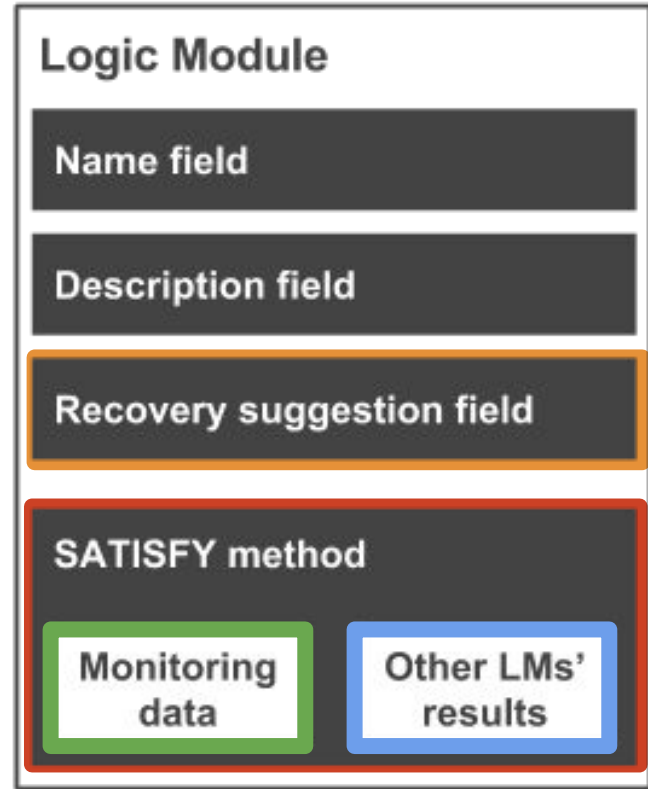 Logic Module
Name field
Description field
Recovery suggestion field
SATISFY method
Monitoring
data
Other LMs’
results